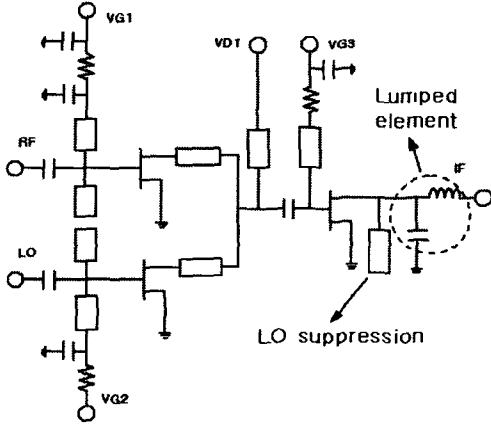 VG1
VD1
VG3
Lumped
element
RF
IF
LO
LO suppression
VG2